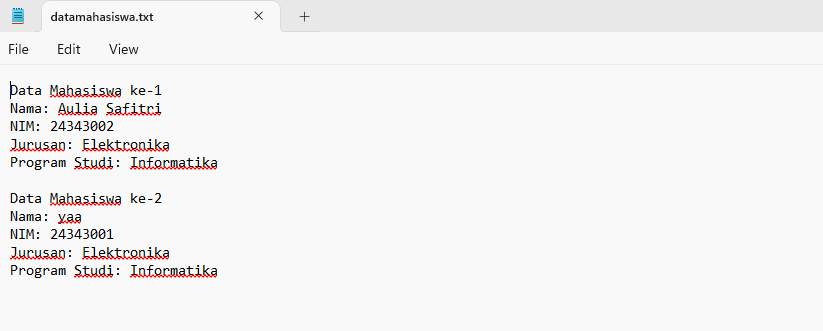 datamahasiswa.txt
File Edit View
Data Mahasiswa ke-1
Nama: Aulia Safitri
NIM: 24343002
Jurusan: Elektronika
Program Studi: Informatika

Data Mahasiswa ke-2
Nama: yaa
NIM: 24343001
Jurusan: Elektronika
Program Studi: Informatika